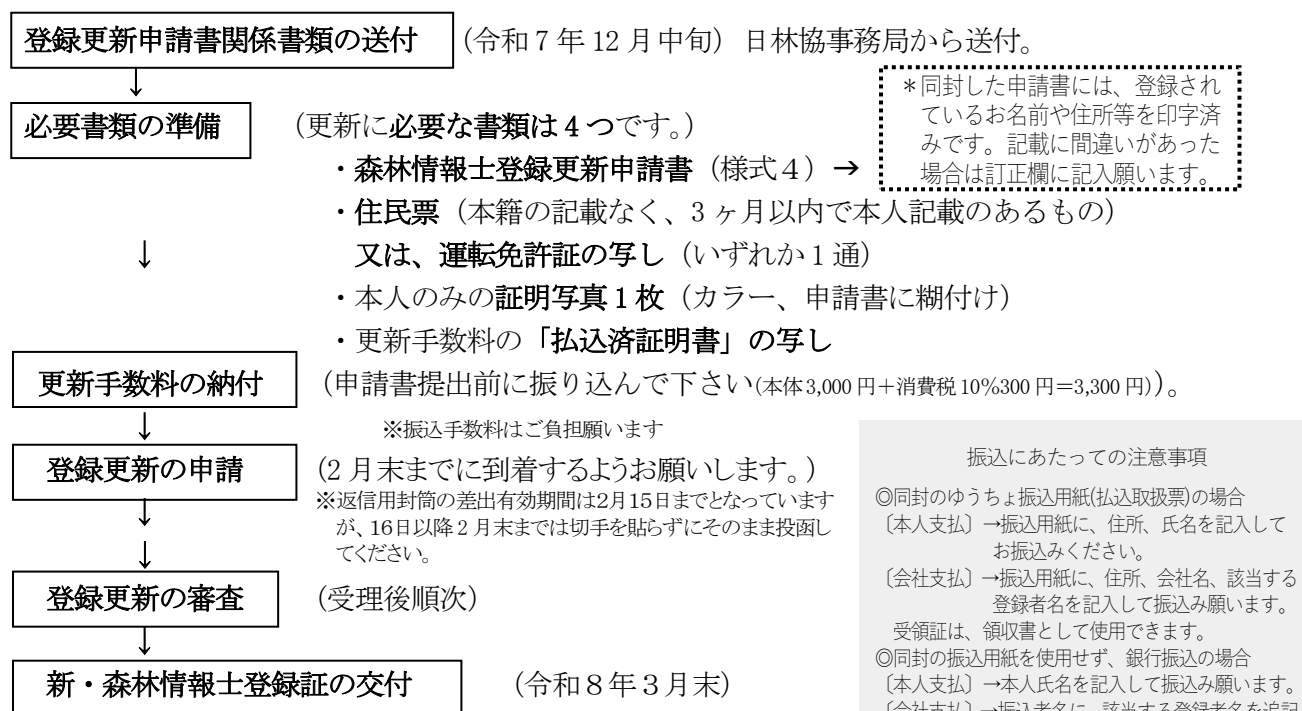 登録更新申請書関係書類の送付 (令和7年12月中旬) 日林協事務局から送付。
↓
*同封した申請書には、登録され
ているお名前や住所等を印字済
みです。記載に間違いがあった
場合は訂正欄に記入願います。
必要書類の準備 (更新に必要な書類は4つです。)
・森林情報士登録更新申請書(様式4)→
・住民票(本籍の記載なく、3ヶ月以内で本人記載のあるもの)
↓ 又は、運転免許証の写し(いずれか1通)
・本人のみの証明写真1枚(カラー、申請書に糊付け)
・更新手数料の「払込済証明書」の写し
更新手数料の納付 (申請書提出前に振り込んで下さい(本体3,000円+消費税10%300円=3,300円))。
↓ ※振込手数料はご負担願います
登録更新の申請 (2月末までに到着するようお願いします。)
※返信用封筒の差出有効期間は2月15日までとなっています
↓ が、16日以降2月末までは切手を貼らずにそのまま投函し
てください。
↓
登録更新の審査 (受理後順次)
↓
新・森林情報士登録証の交付 (令和8年3月末)
振込にあたっての注意事項
◎同封のゆうちょ振込用紙(払込取扱票)の場合
〔本人支払〕→振込用紙に、住所、氏名を記入して
お振込みください。
〔会社支払〕→振込用紙に、住所、会社名、該当する
登録者名を記入して振込み願います。
受領証は、領収書として使用できます。
◎同封の振込用紙を使用せず、銀行振込の場合
〔本人支払〕→本人氏名を記入して振込み願います。
〔会社支払〕→振込者名に、該当する登録者名を追記